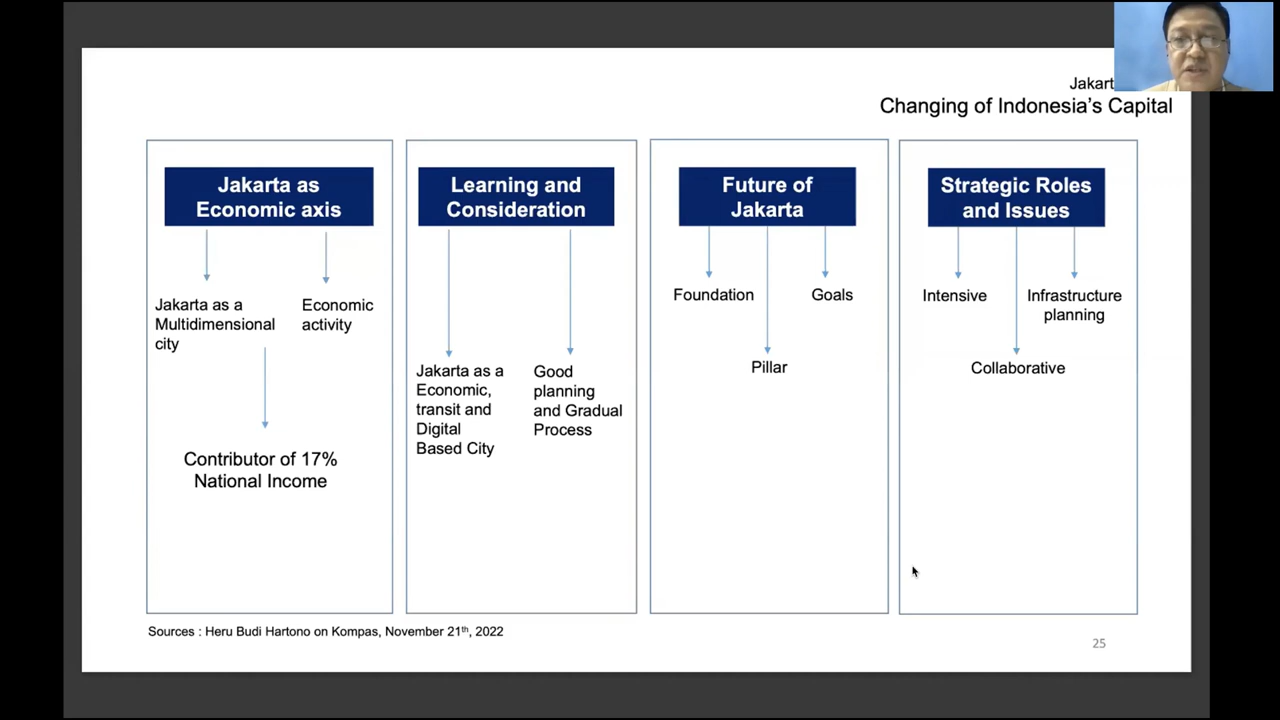 Jakart
Changing of Indonesia's Capital
Jakarta as
Economic axis
Jakarta as a
Multidimensional
city
Economic
activity
Contributor of 17%
National Income
Learning and
Consideration
Jakarta as a
Economic,
transit and
Digital
Based City
Good
planning
and Gradual
Process
Future of
Jakarta
Foundation
Goals
Pillar
Strategic Roles
and Issues
Intensive
Infrastructure
planning
Collaborative
Sources : Heru Budi Hartono on Kompas, November 21th, 2022
25